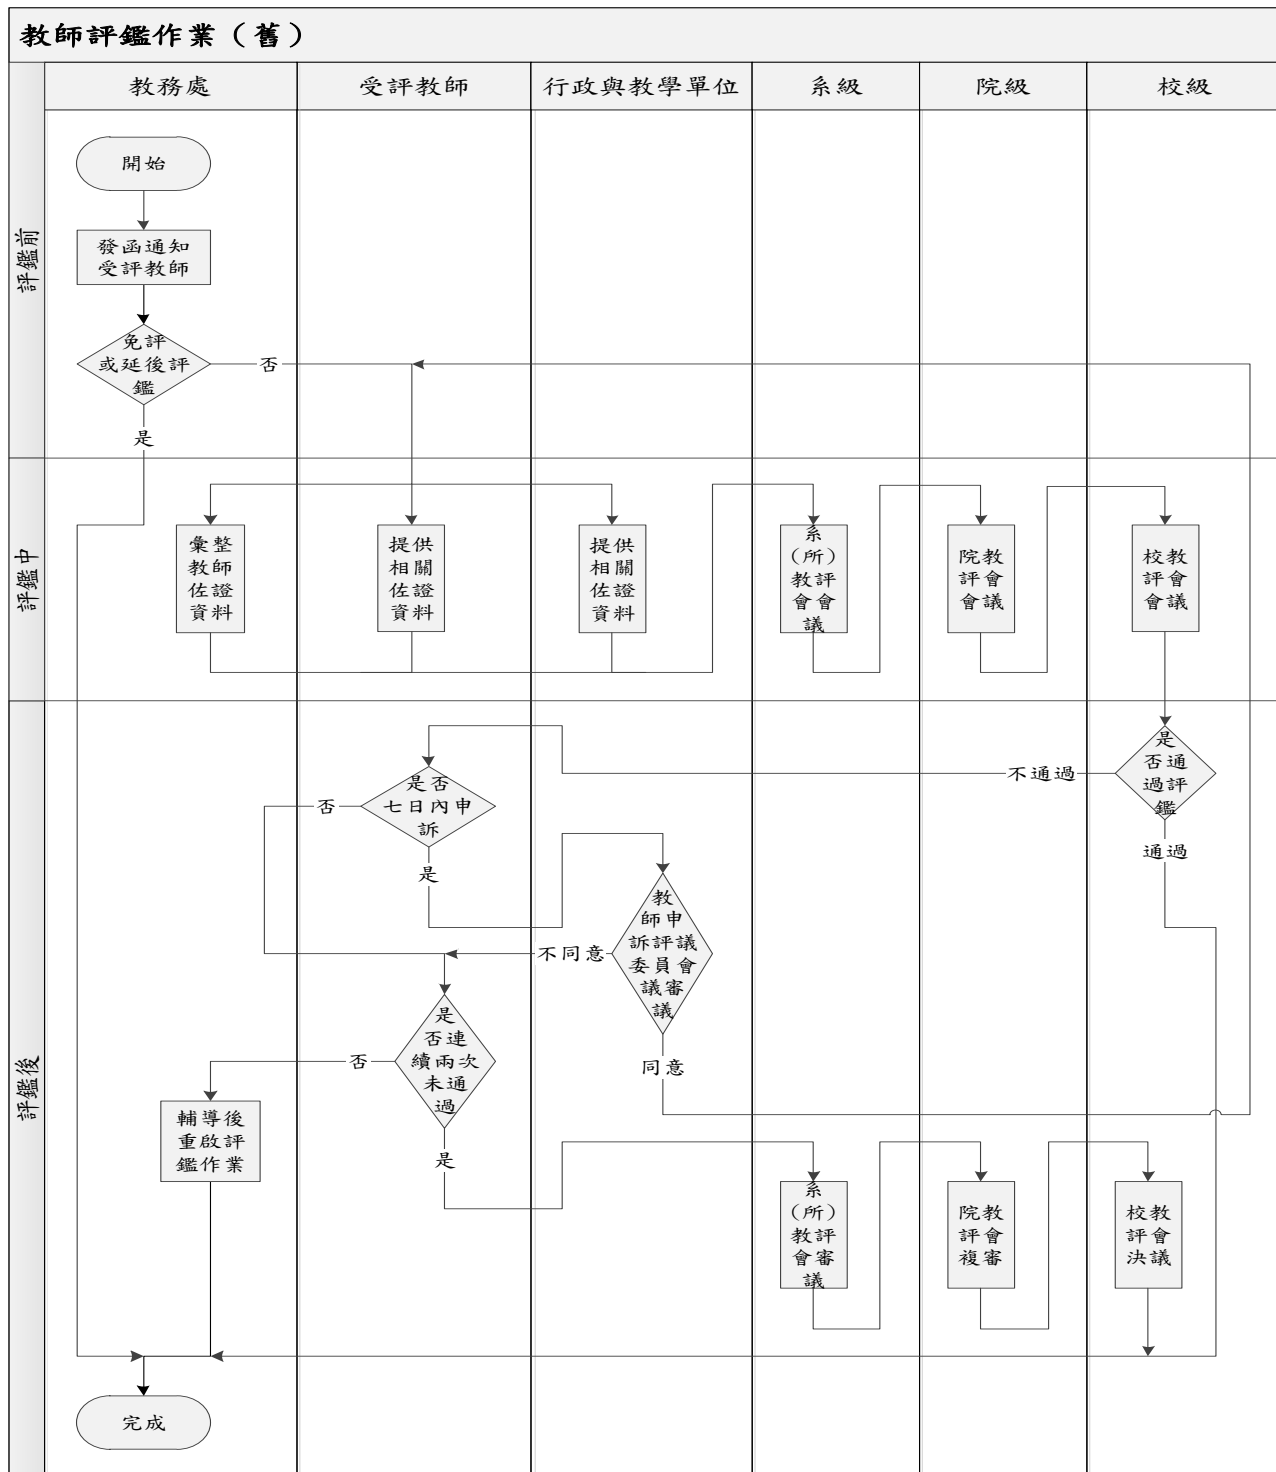 教師評鑑作業（舊）
教務處
受評教師
行政與教學單位
系級
院級
校級
評鑑前
開始
發函通知
受評教師
免評
或延後評
鑑
否
是
評鑑中
彙整
教師
佐證
資料
提供
相關
佐證
資料
提供
相關
佐證
資料
系
（所）
教評
會會
議
院教
評會
會議
校教
評會
會議
評鑑後
是
否通
過評
鑑
不通過
通過
是否
七日內申
訴
否
是
教
師申
訴評議
委員會
議審
議
不同意
同意
是
否連
續兩次
未通
過
否
是
輔導後
重啟評
鑑作業
系
（所）
教評
會審
議
院教
評會
複審
校教
評會
決議
完成